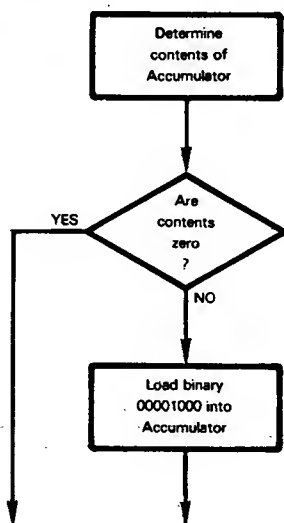 Determine
contents of
Accumulator
Are
contents
zero
?
YES
NO
Load binary
00001000 into
Accumulator